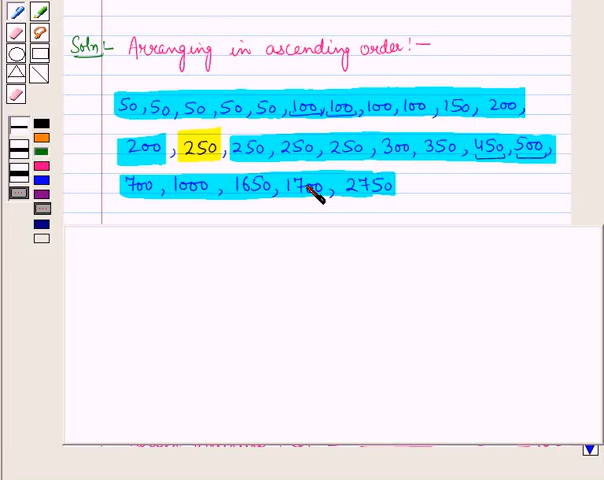 Soln:- Arranging in ascending order:-
50, 50, 50, 50, 50, 100, 100, 100, 100, 150, 200,
200, 250, 250, 250, 250, 300, 350, 450, 500,
700, 1000, 1650, 1700, 2750